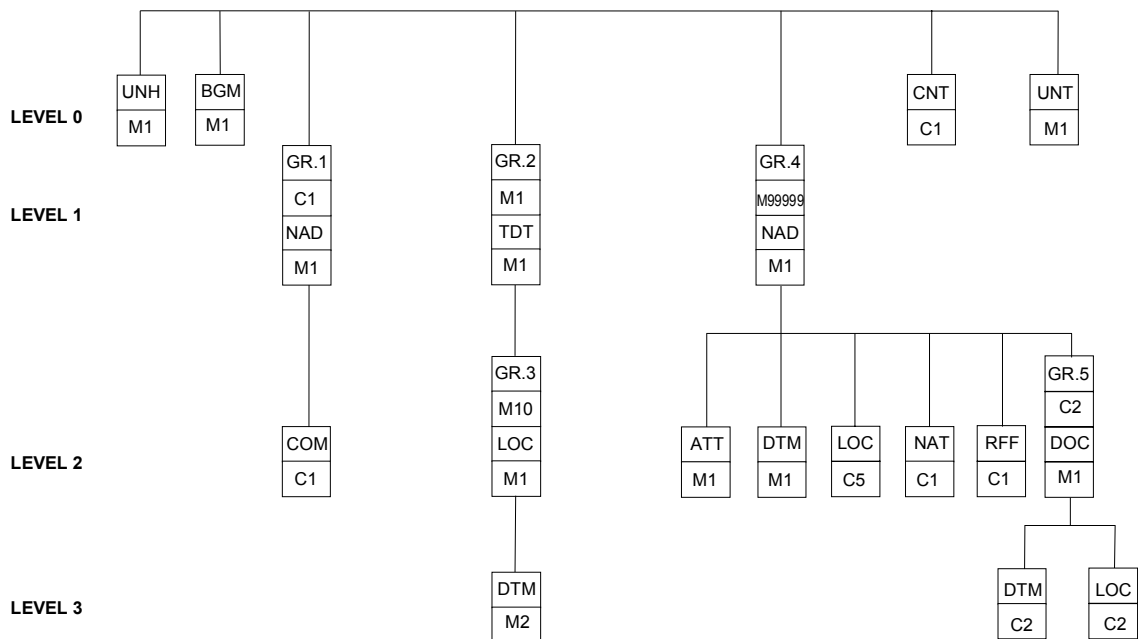 UNH
BGM
CNT
UNT
LEVEL 0
M1
M1
C1
M1
GR.1
GR.2
GR.4
C1
M1
M99999
LEVEL 1
NAD
TDT
NAD
M1
M1
M1
GR.3
GR.5
M10
C2
COM
LOC
ATT
DTM
LOC
NAT
RFF
DOC
LEVEL 2
C1
M1
M1
M1
C5
C1
C1
M1
DTM
DTM
LOC
LEVEL 3
M2
C2
C2